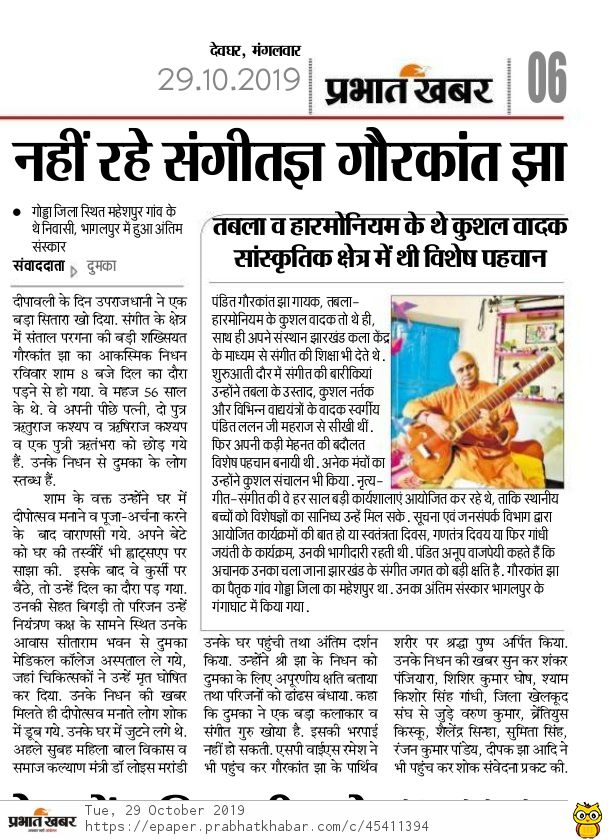 देवघर, मंगलवार
29.10.2019
प्रभात खबर
06
नहीं रहे संगीतज्ञ गौरकांत झा
● गोड्डा जिला स्थित महेशपुर गांव के
थे निवासी, भागलपुर में हुआ अंतिम
संस्कार
संवाददाता ▷ दुमका
दीपावली के दिन उपराजधानी ने एक
बड़ा सितारा खो दिया. संगीत के क्षेत्र
में संताल परगना की बड़ी शख्सियत
गौरकांत झा का आकस्मिक निधन
रविवार शाम 8 बजे दिल का दौरा
पड़ने से हो गया. वे महज 56 साल
के थे. वे अपनी पीछे पत्नी, दो पुत्र
ऋतुराज कश्यप व ऋषिराज कश्यप
व एक पुत्री ऋतंभरा को छोड़ गये
हैं. उनके निधन से दुमका के लोग
स्तब्ध हैं.
शाम के वक्त उन्होंने घर में
दीपोत्सव मनाने व पूजा-अर्चना करने
के बाद वाराणसी गये. अपने बेटे
को घर की तस्वीरें भी ह्वाट्सएप पर
साझा की. इसके बाद वे कुर्सी पर
बैठे, तो उन्हें दिल का दौरा पड़ गया.
उनकी सेहत बिगड़ी तो परिजन उन्हें
नियंत्रण कक्ष के सामने स्थित उनके
आवास सीताराम भवन से दुमका
मेडिकल कॉलेज अस्पताल ले गये,
जहां चिकित्सकों ने उन्हें मृत घोषित
कर दिया. उनके निधन की खबर
मिलते ही दीपोत्सव मनाते लोग शोक
में डूब गये. उनके घर में जुटने लगे थे.
अहले सुबह महिला बाल विकास व
समाज कल्याण मंत्री डॉ लोइस मरांडी
तबला व हारमोनियम के थे कुशल वादक
सांस्कृतिक क्षेत्र में थी विशेष पहचान
पंडित गौरकांत झा गायक, तबला-
हारमोनियम के कुशल वादक तो थे ही,
साथ ही अपने संस्थान झारखंड कला केंद्र
के माध्यम से संगीत की शिक्षा भी देते थे.
शुरुआती दौर में संगीत की बारीकियां
उन्होंने तबला के उस्ताद, कुशल नर्तक
और विभिन्न वाद्ययंत्रों के वादक स्वर्गीय
पंडित ललन जी महराज से सीखी थीं.
फिर अपनी कड़ी मेहनत की बदौलत
विशेष पहचान बनायी थी. अनेक मंचों का
उन्होंने कुशल संचालन भी किया. नृत्य-
गीत-संगीत की वे हर साल बड़ी कार्यशालाएं आयोजित कर रहे थे, ताकि स्थानीय
बच्चों को विशेषज्ञों का सानिध्य उन्हें मिल सके. सूचना एवं जनसंपर्क विभाग द्वारा
आयोजित कार्यक्रमों की बात हो या स्वतंत्रता दिवस, गणतंत्र दिवय या फिर गांधी
जयंती के कार्यक्रम, उनकी भागीदारी रहती थी. पंडित अनूप वाजपेयी कहते हैं कि
अचानक उनका चला जाना झारखंड के संगीत जगत को बड़ी क्षति है. गौरकांत झा
का पैतृक गांव गोड्डा जिला का महेशपुर था. उनका अंतिम संस्कार भागलपुर के
गंगाघाट में किया गया.
उनके घर पहुंची तथा अंतिम दर्शन
किया. उन्होंने श्री झा के निधन को
दुमका के लिए अपूरणीय क्षति बताया
तथा परिजनों को ढांढस बंधाया. कहा
कि दुमका ने एक बड़ा कलाकार व
संगीत गुरु खोया है. इसकी भरपाई
नहीं हो सकती. एसपी वाईएस रमेश ने
भी पहुंच कर गौरकांत झा के पार्थिव
शरीर पर श्रद्धा पुष्प अर्पित किया.
उनके निधन की खबर सुन कर शंकर
पंजियारा, शिशिर कुमार घोष, श्याम
किशोर सिंह गांधी, जिला खेलकूद
संघ से जुड़े वरुण कुमार, ब्रेंतियुस
किस्कू, शैलेंद्र सिन्हा, सुमिता सिंह,
रंजन कुमार पांडेय, दीपक झा आदि ने
भी पहुंच कर शोक संवेदना प्रकट की.
प्रभात खबर
Tue, 29 October 2019
https://epaper.prabhatkhabar.com/c/45411394